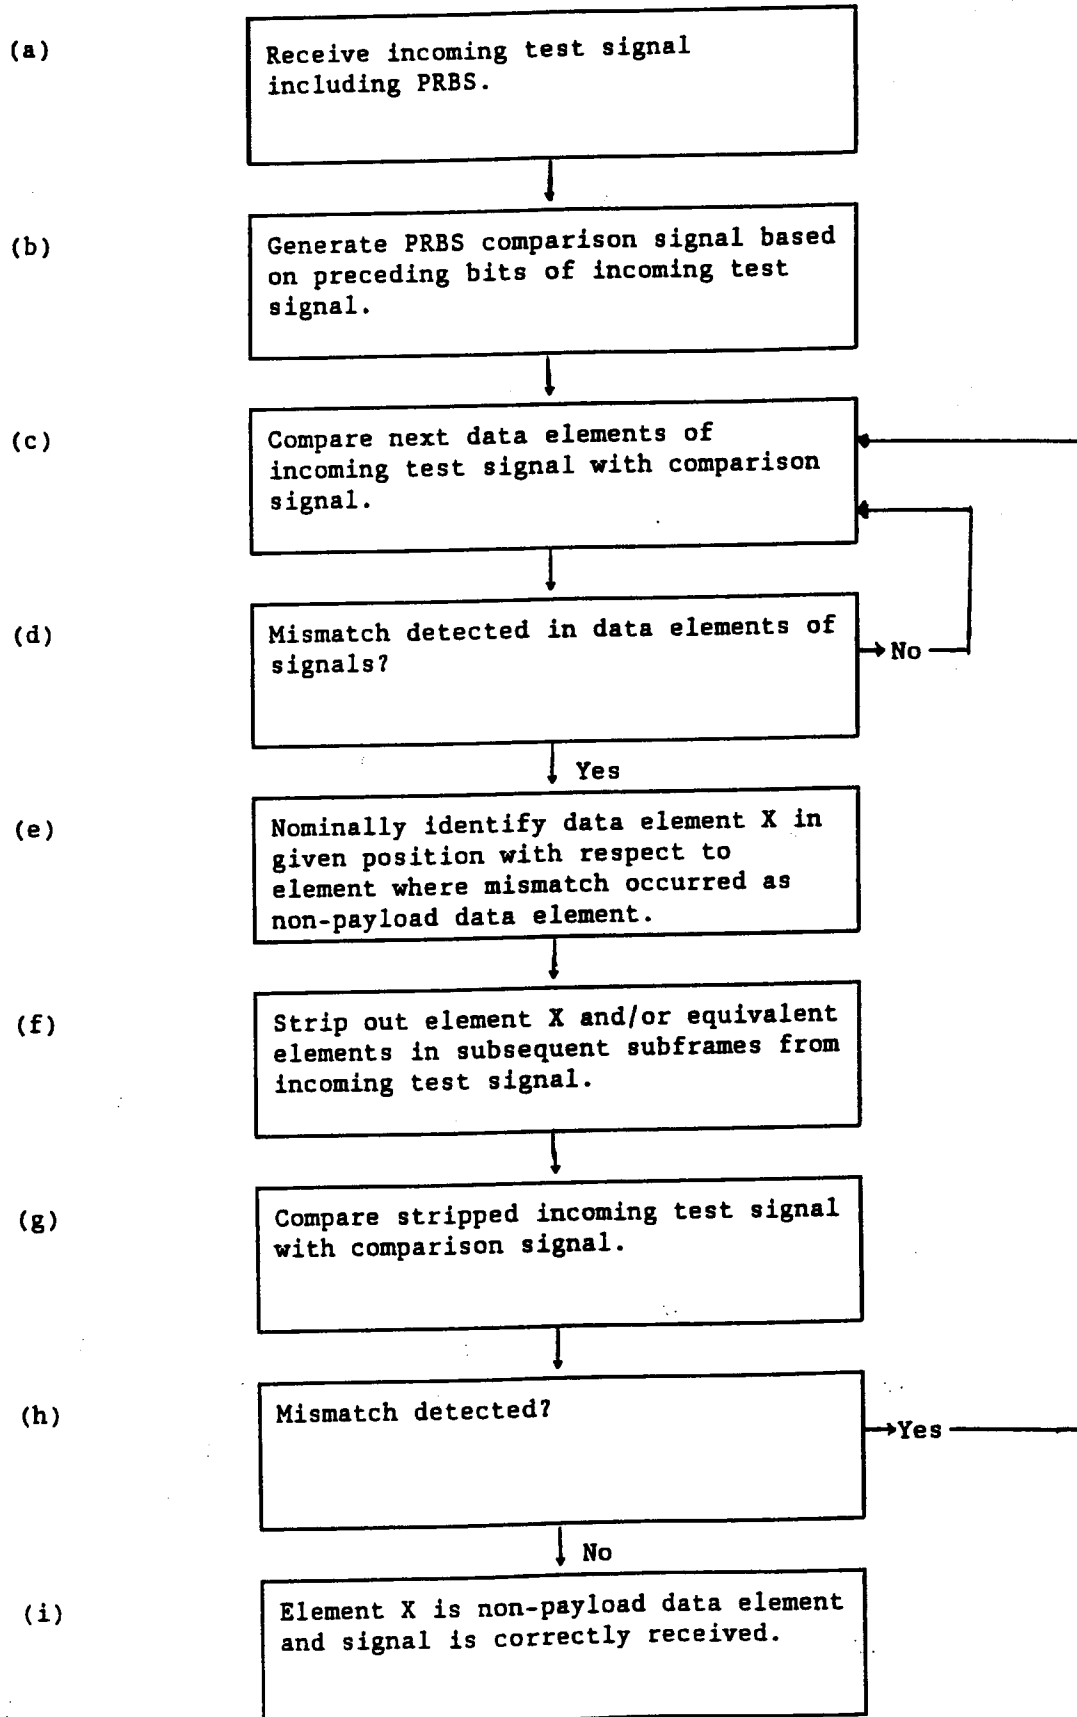 (a)
Receive incoming test signal
including PRBS.
(b)
Generate PRBS comparison signal based
on preceding bits of incoming test
signal.
(c)
Compare next data elements of
incoming test signal with comparison
signal.
(d)
Mismatch detected in data elements of
signals?
No
Yes
(e)
Nominally identify data element X in
given position with respect to
element where mismatch occurred as
non-payload data element.
(f)
Strip out element X and/or equivalent
elements in subsequent subframes from
incoming test signal.
(g)
Compare stripped incoming test signal
with comparison signal.
(h)
Mismatch detected?
Yes
No
(i)
Element X is non-payload data element
and signal is correctly received.